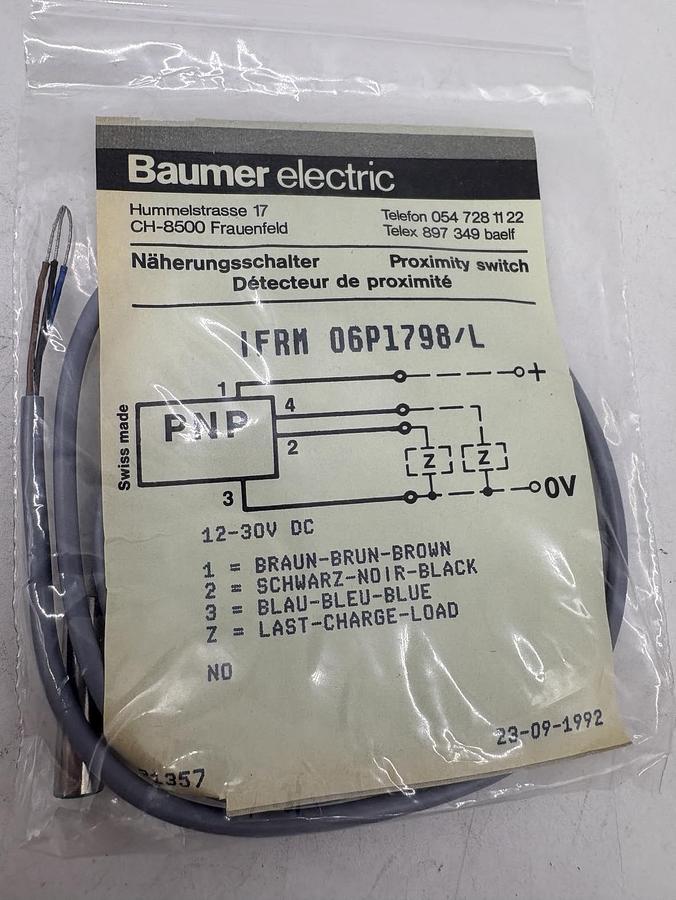 Baumer electric
Hummelstrasse 17
CH-8500 Frauenfeld
Telefon 054 728 11 22
Telex 897 349 baelf
Näherungsschalter
Proximity switch
Détecteur de proximité
IFRM 06P1798/L
1
+
PNP
4
2
Z
Z
3
0V
Swiss made
12-30V DC
1 = BRAUN-BRUN-BROWN
2 = SCHWARZ-NOIR-BLACK
3 = BLAU-BLEU-BLUE
Z = LAST-CHARGE-LOAD
NO
23-09-1992